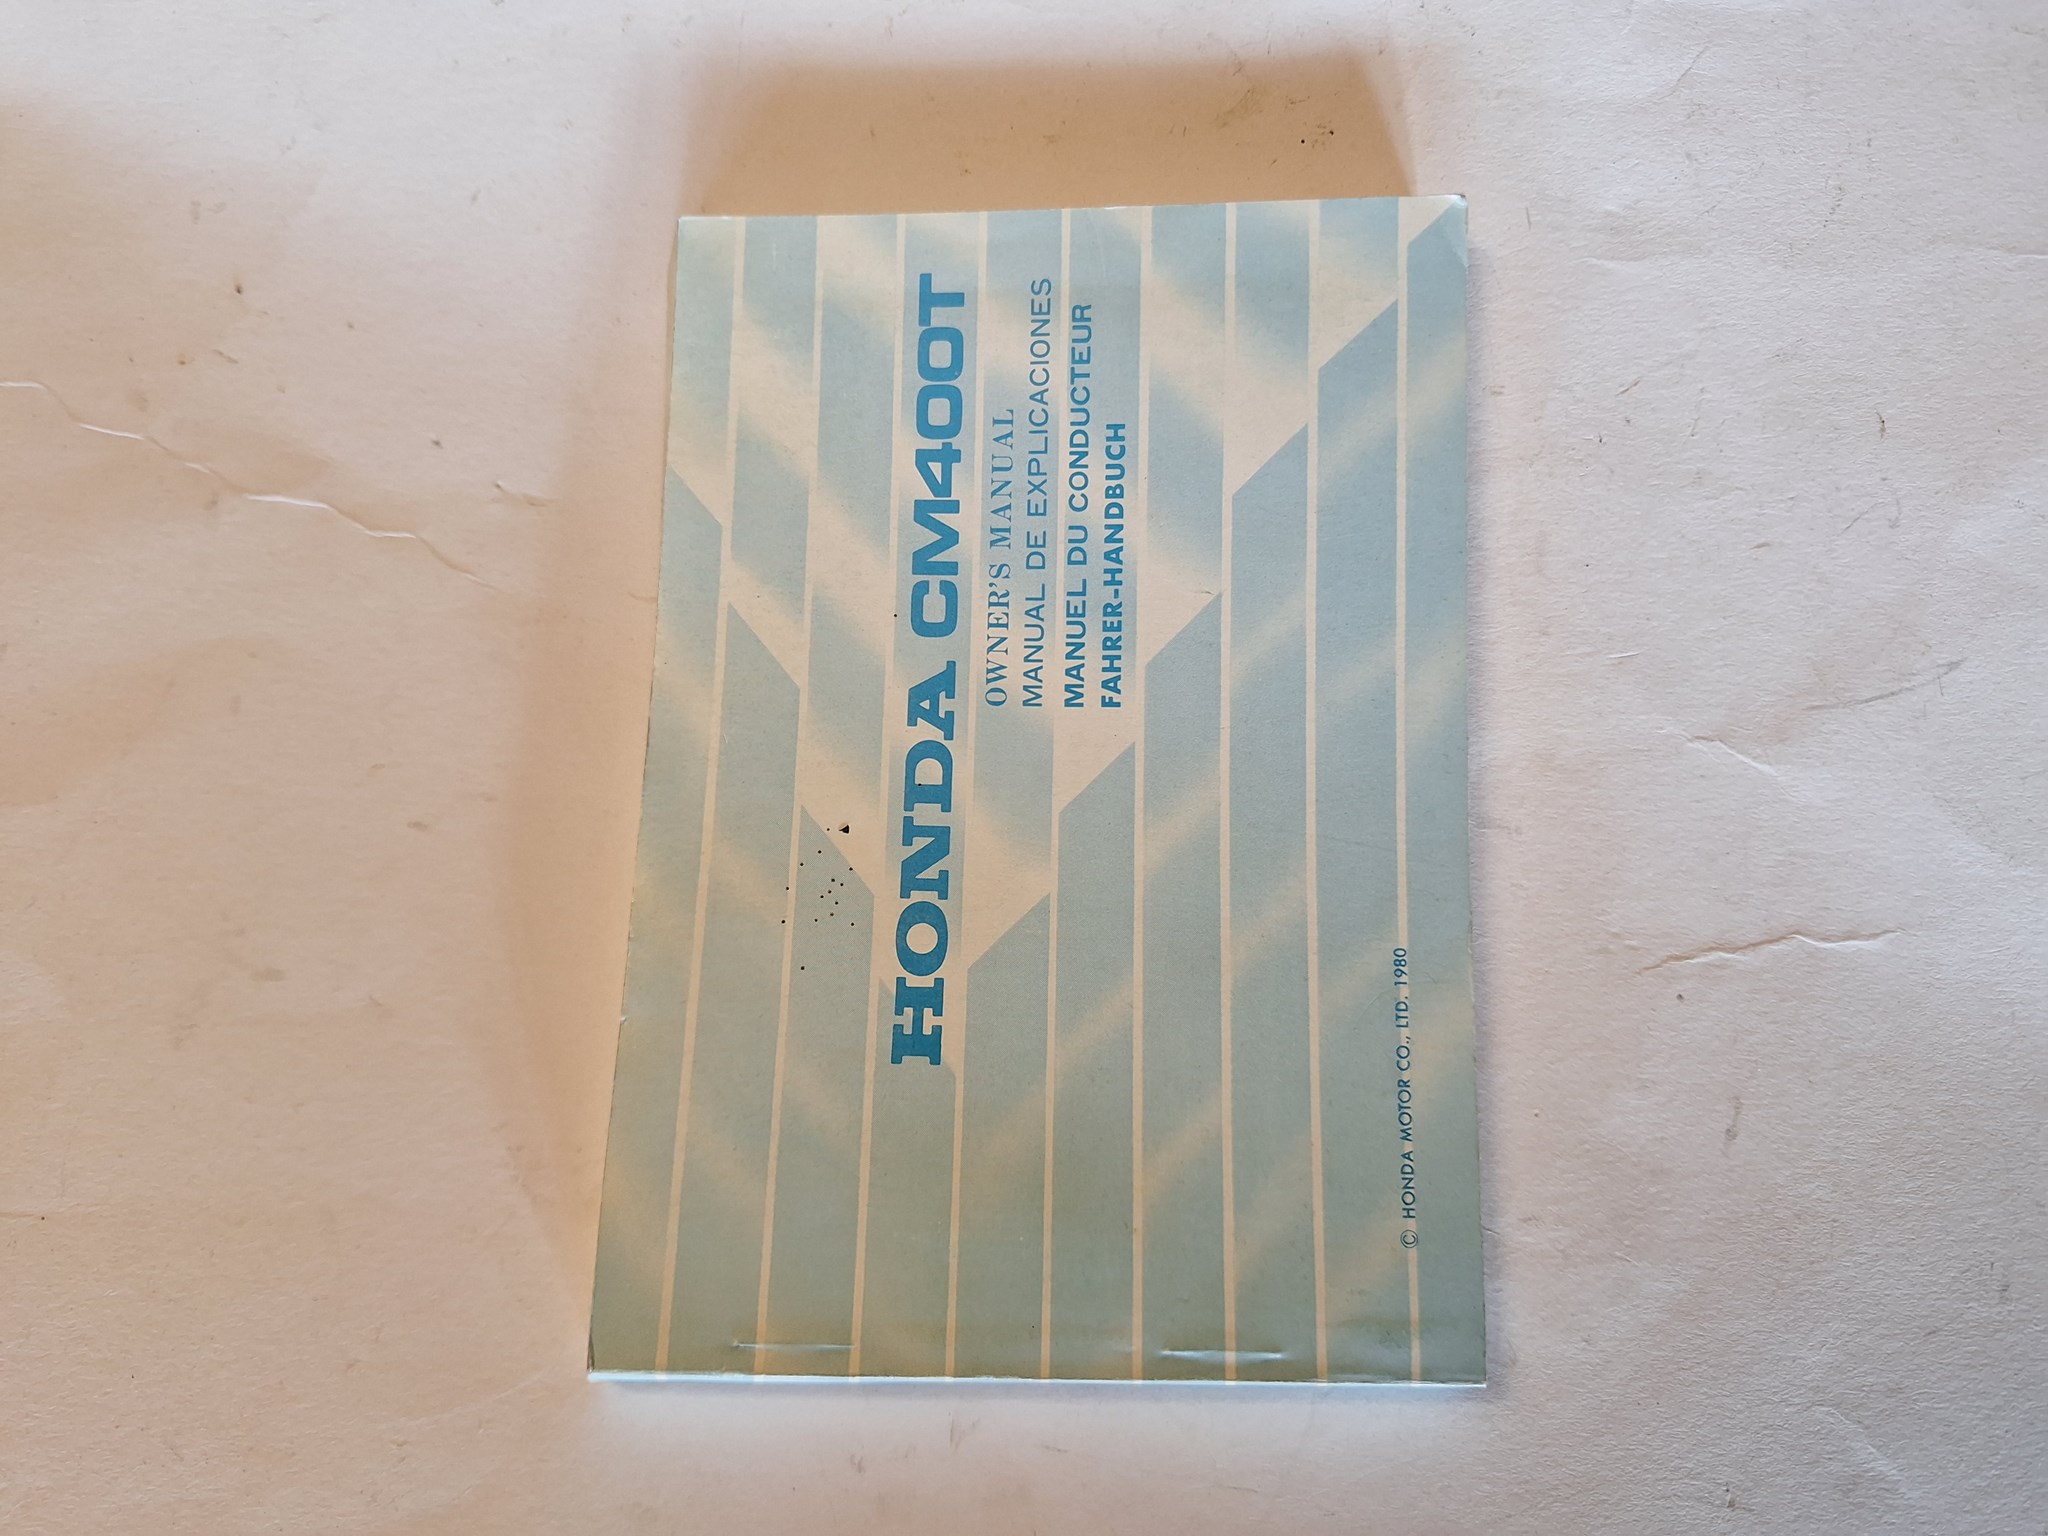 HONDA CM400T
OWNER'S MANUAL
MANUAL DE EXPLICACIONES
MANUEL DU CONDUCTEUR
FAHRER-HANDBUCH
© HONDA MOTOR CO., LTD. 1980